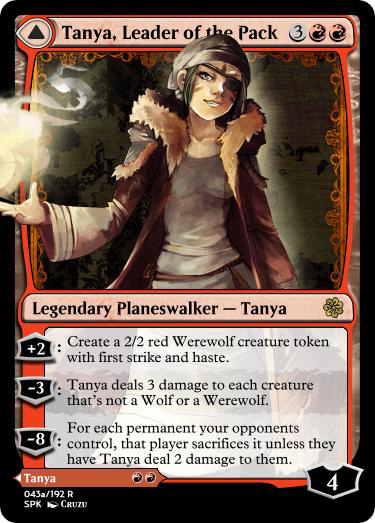 Tanya, Leader of the Pack 3
Legendary Planeswalker — Tanya
+2: Create a 2/2 red Werewolf creature token
with first strike and haste.
-3: Tanya deals 3 damage to each creature
that's not a Wolf or a Werewolf.
-8: For each permanent your opponents
control, that player sacrifices it unless they
have Tanya deal 2 damage to them.
4
Tanya
043a/192 R
SPK Cruzu